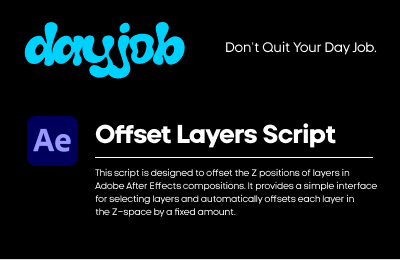 dayjob
Don't Quit Your Day Job.
Ae
Offset Layers Script
This script is designed to offset the Z positions of layers in
Adobe After Effects compositions. It provides a simple interface
for selecting layers and automatically offsets each layer in
the Z-space by a fixed amount.